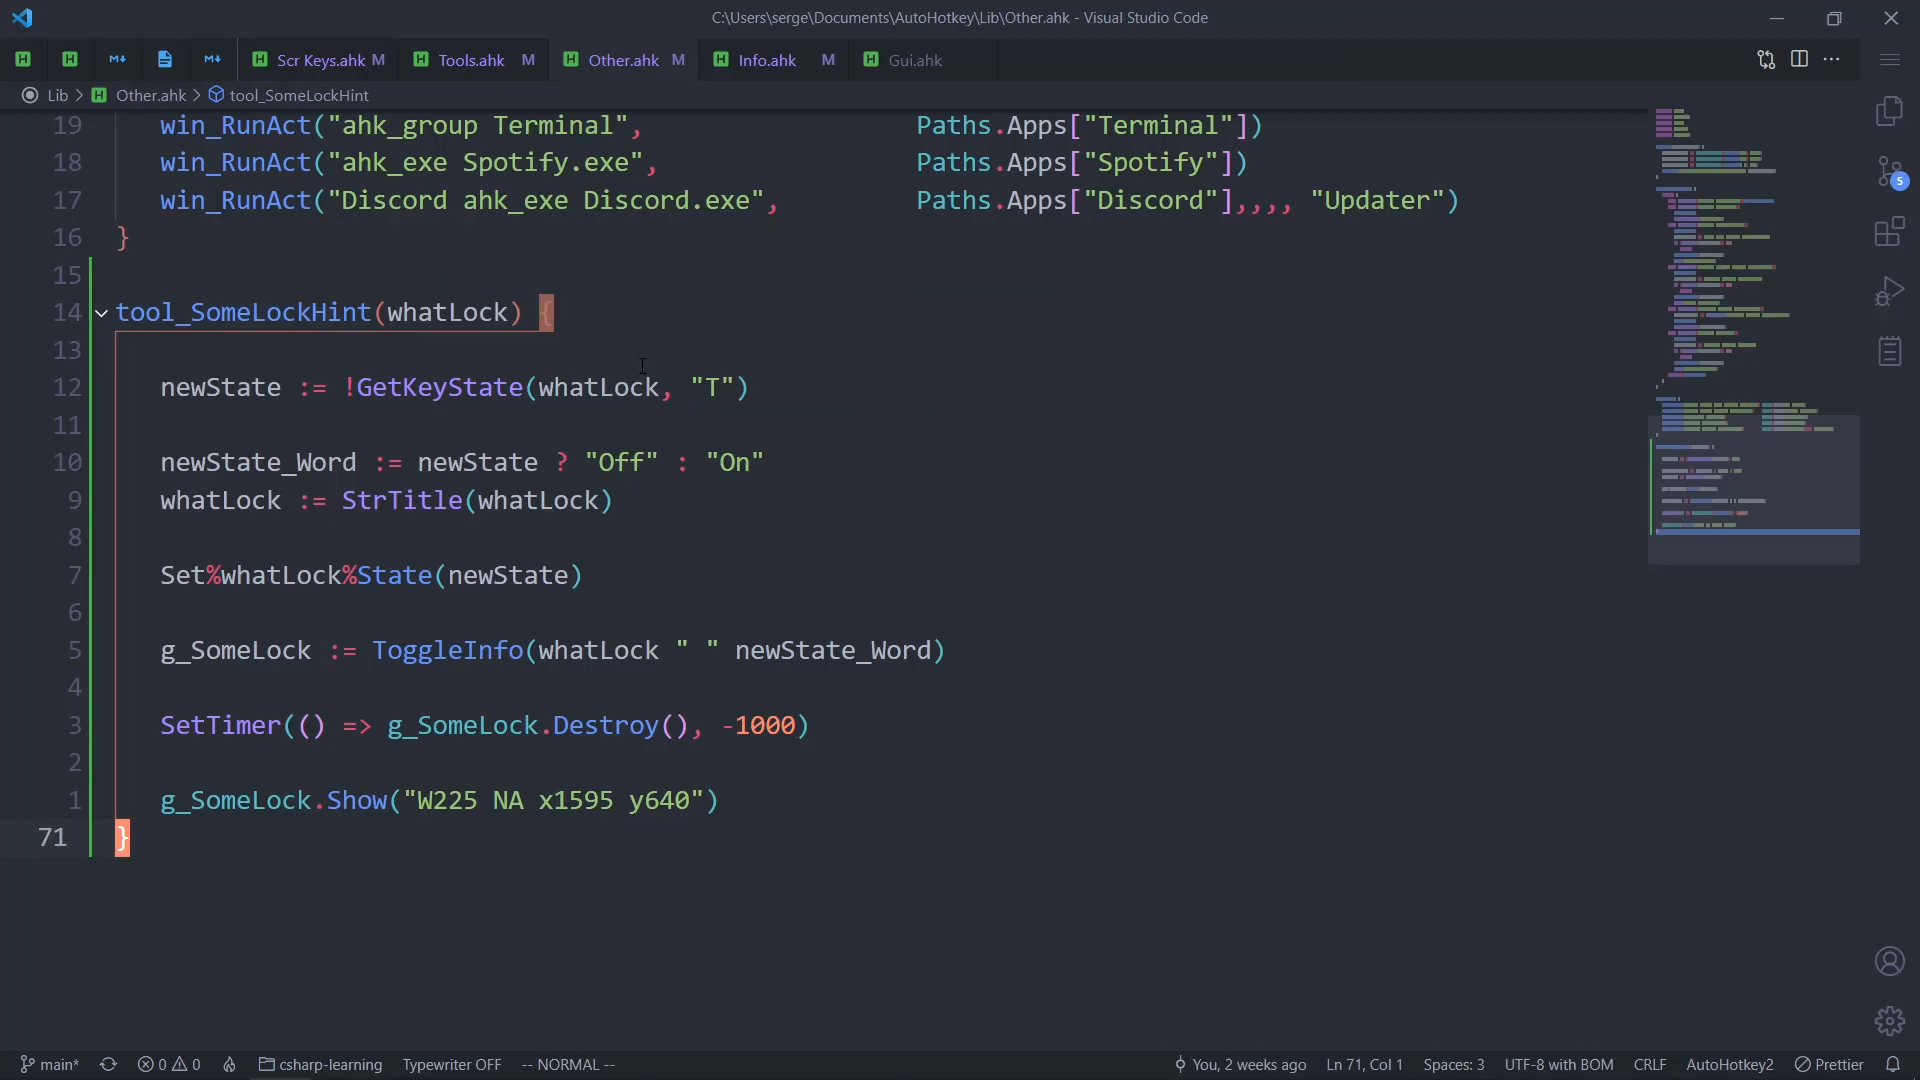 C:\Users\serge\Documents\AutoHotkey\Lib\Other.ahk - Visual Studio Code
H H M↓ M↓ H Scr Keys.ahk M H Tools.ahk M H Other.ahk M H Info.ahk M H Gui.ahk
Lib > H Other.ahk > tool_SomeLockHint
19 win_RunAct("ahk_group Terminal", Paths.Apps["Terminal"])
18 win_RunAct("ahk_exe Spotify.exe", Paths.Apps["Spotify"])
17 win_RunAct("Discord ahk_exe Discord.exe", Paths.Apps["Discord"],,,, "Updater")
16 }
15
14 tool_SomeLockHint(whatLock) {
13
12 newState := !GetKeyState(whatLock, "T")
11
10 newState_Word := newState ? "Off" : "On"
9 whatLock := StrTitle(whatLock)
8
7 Set%whatLock%State(newState)
6
5 g_SomeLock := ToggleInfo(whatLock " " newState_Word)
4
3 SetTimer(() => g_SomeLock.Destroy(), -1000)
2
1 g_SomeLock.Show("W225 NA x1595 y640")
71 }
5
main* 0 0 csharp-learning Typewriter OFF -- NORMAL -- You, 2 weeks ago Ln 71, Col 1 Spaces: 3 UTF-8 with BOM CRLF AutoHotkey2 Prettier